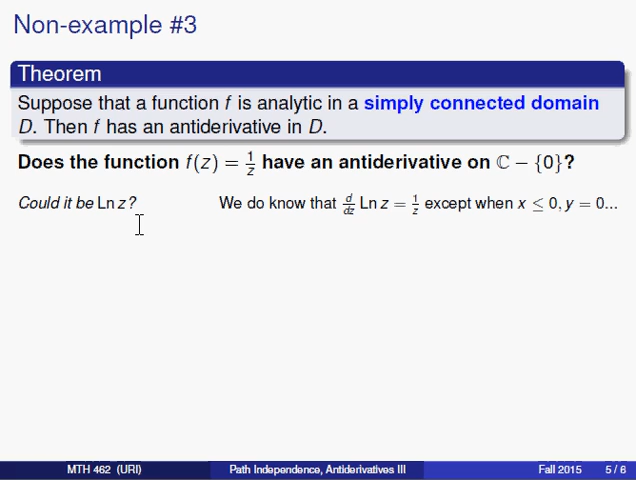 Non-example #3
Theorem
Suppose that a function f is analytic in a simply connected domain
D. Then f has an antiderivative in D.
Does the function f(z) = 1/z have an antiderivative on ℂ − {0}?
Could it be Ln z? We do know that d/dz Ln z = 1/z except when x ≤ 0, y = 0...
MTH 462 (URI) Path Independence, Antiderivatives III Fall 2015 5 / 6